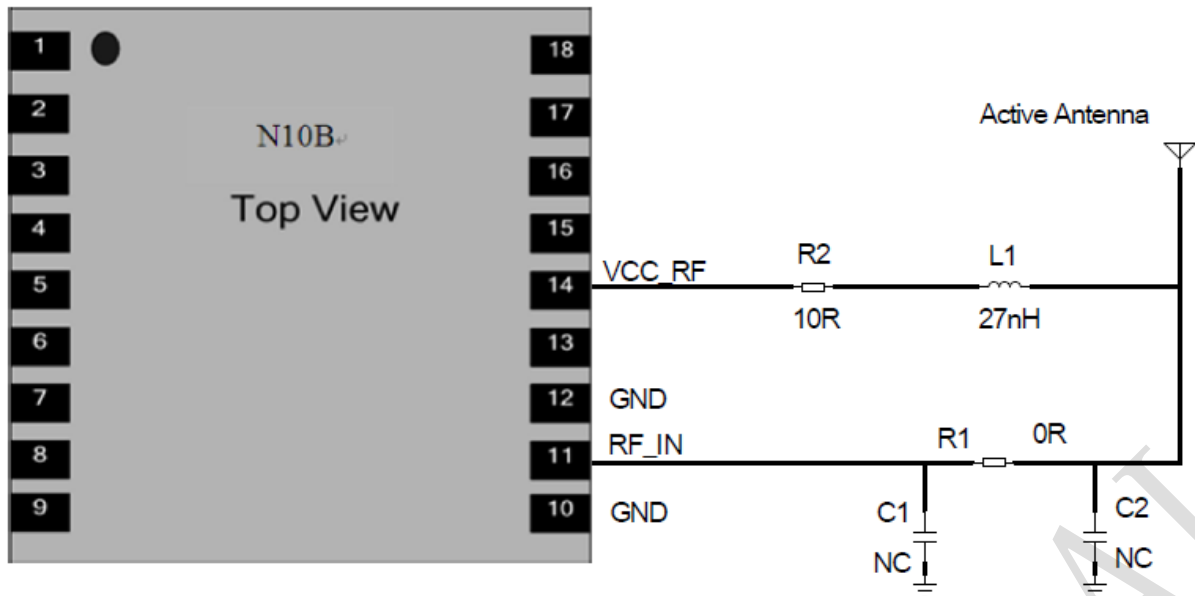 1
18
2
17
N10B
Active Antenna
3
16
Top View
4
15
R2
L1
5
14
VCC_RF
10R
27nH
6
13
7
12
GND
8
11
RF_IN
R1
0R
9
10
GND
C1
C2
NC
NC